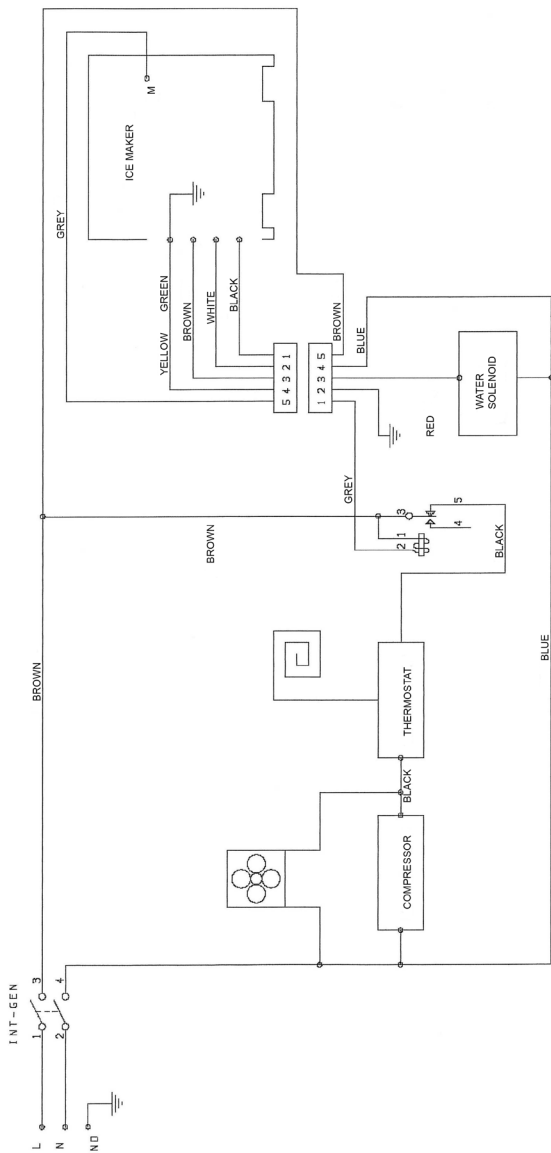 INT-GEN
L
N
ND
1
2
3
4
BROWN
BROWN
GREY
ICE MAKER
M
YELLOW
GREEN
BROWN
WHITE
BLACK
5 4 3 2 1
1 2 3 4 5
BROWN
BLUE
GREY
RED
WATER
SOLENOID
2 1
3
4
5
BLACK
THERMOSTAT
BLACK
COMPRESSOR
BLUE